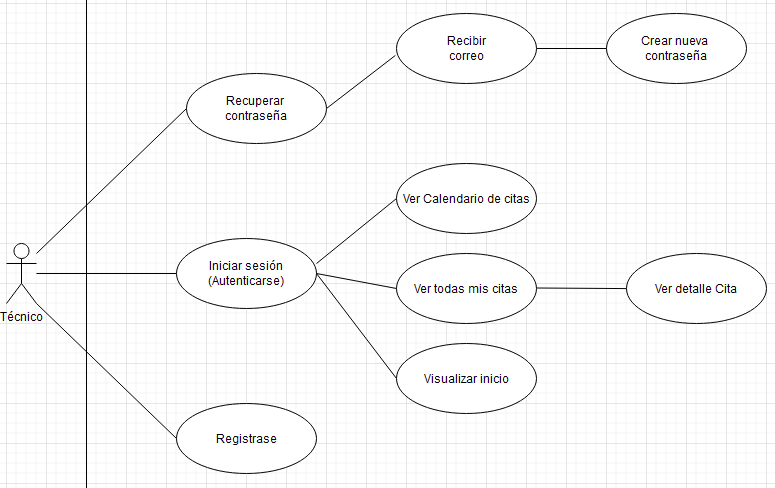 Recibir
correo
Crear nueva
contraseña
Recuperar
contraseña
Ver Calendario de citas
Iniciar sesión
(Autenticarse)
Ver todas mis citas
Ver detalle Cita
Técnico
Visualizar inicio
Registrase